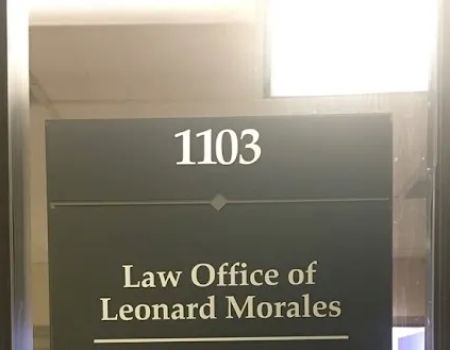 1103
Law Office of
Leonard Morales